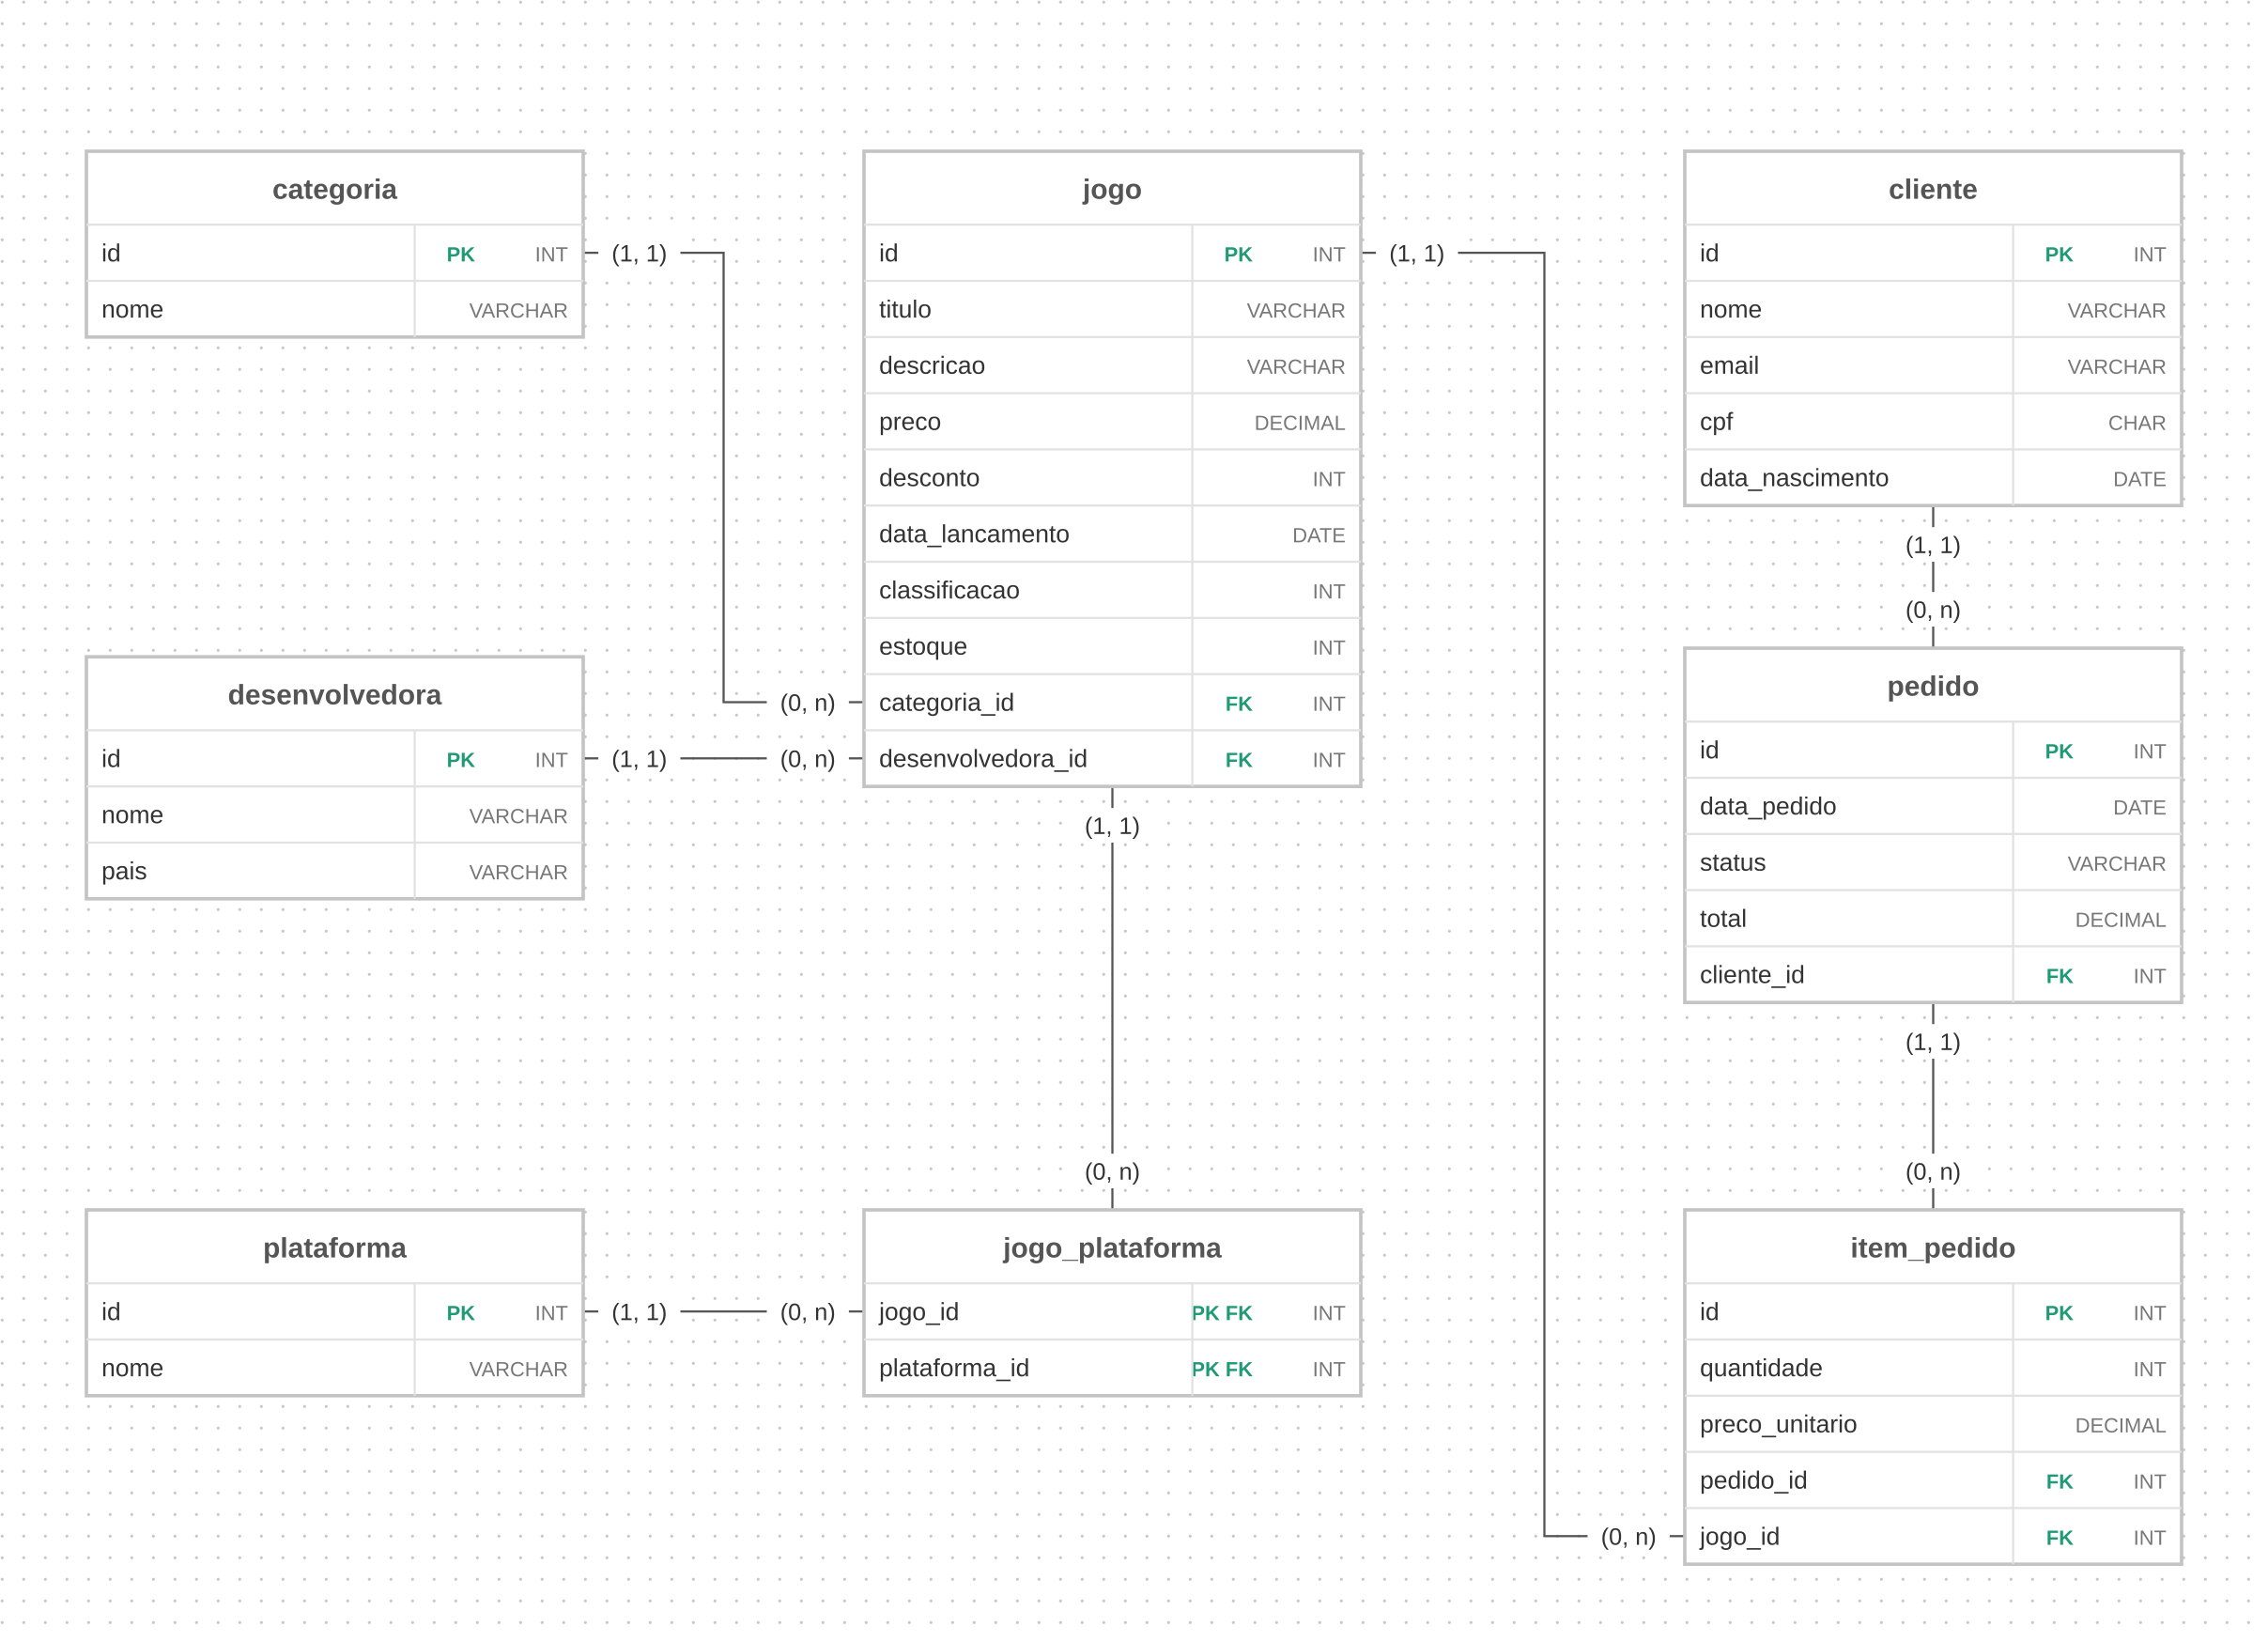 categoria
id PK INT
nome VARCHAR
(1, 1)
(0, n)
desenvolvedora
id PK INT
nome VARCHAR
pais VARCHAR
(1, 1)
(0, n)
plataforma
id PK INT
nome VARCHAR
(1, 1)
(0, n)
jogo
id PK INT
titulo VARCHAR
descricao VARCHAR
preco DECIMAL
desconto INT
data_lancamento DATE
classificacao INT
estoque INT
categoria_id FK INT
desenvolvedora_id FK INT
(1, 1)
(0, n)
jogo_plataforma
jogo_id PK FK INT
plataforma_id PK FK INT
(1, 1)
(0, n)
cliente
id PK INT
nome VARCHAR
email VARCHAR
cpf CHAR
data_nascimento DATE
(1, 1)
(0, n)
pedido
id PK INT
data_pedido DATE
status VARCHAR
total DECIMAL
cliente_id FK INT
(1, 1)
(0, n)
item_pedido
id PK INT
quantidade INT
preco_unitario DECIMAL
pedido_id FK INT
jogo_id FK INT